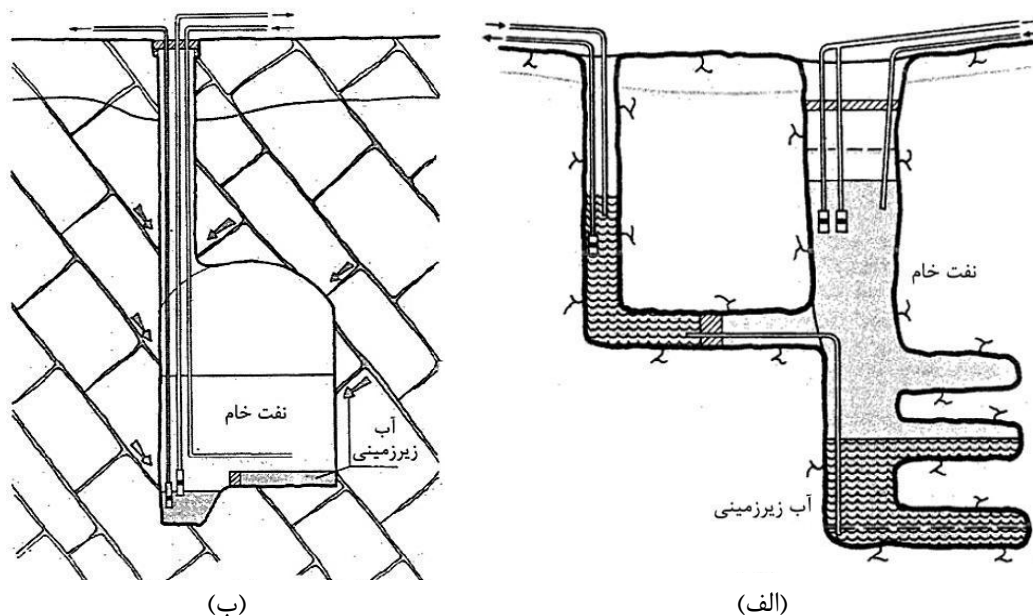 نفت خام
آب زیرزمینی
(الف)
نفت خام
آب
زیرزمینی
(ب)